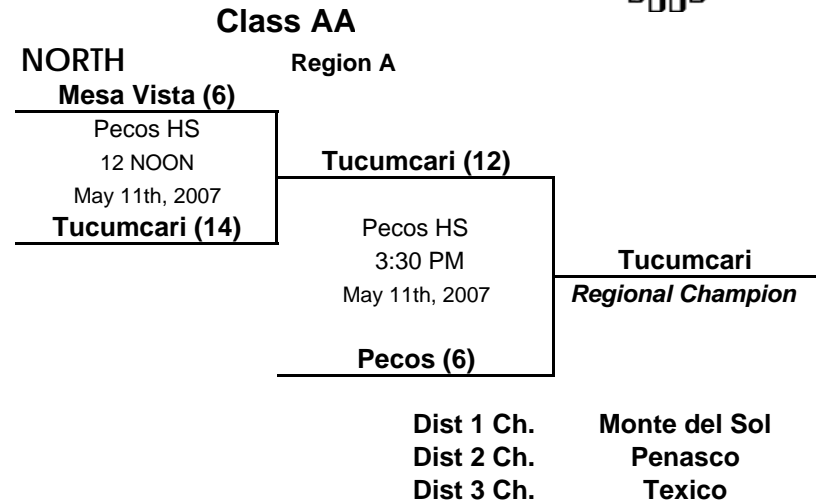 Class AA
NORTH Region A
Mesa Vista (6)
Pecos HS
12 NOON
May 11th, 2007
Tucumcari (14)
Tucumcari (12)
Pecos HS
3:30 PM
May 11th, 2007
Pecos (6)
Tucumcari
Regional Champion
Dist 1 Ch. Monte del Sol
Dist 2 Ch. Penasco
Dist 3 Ch. Texico